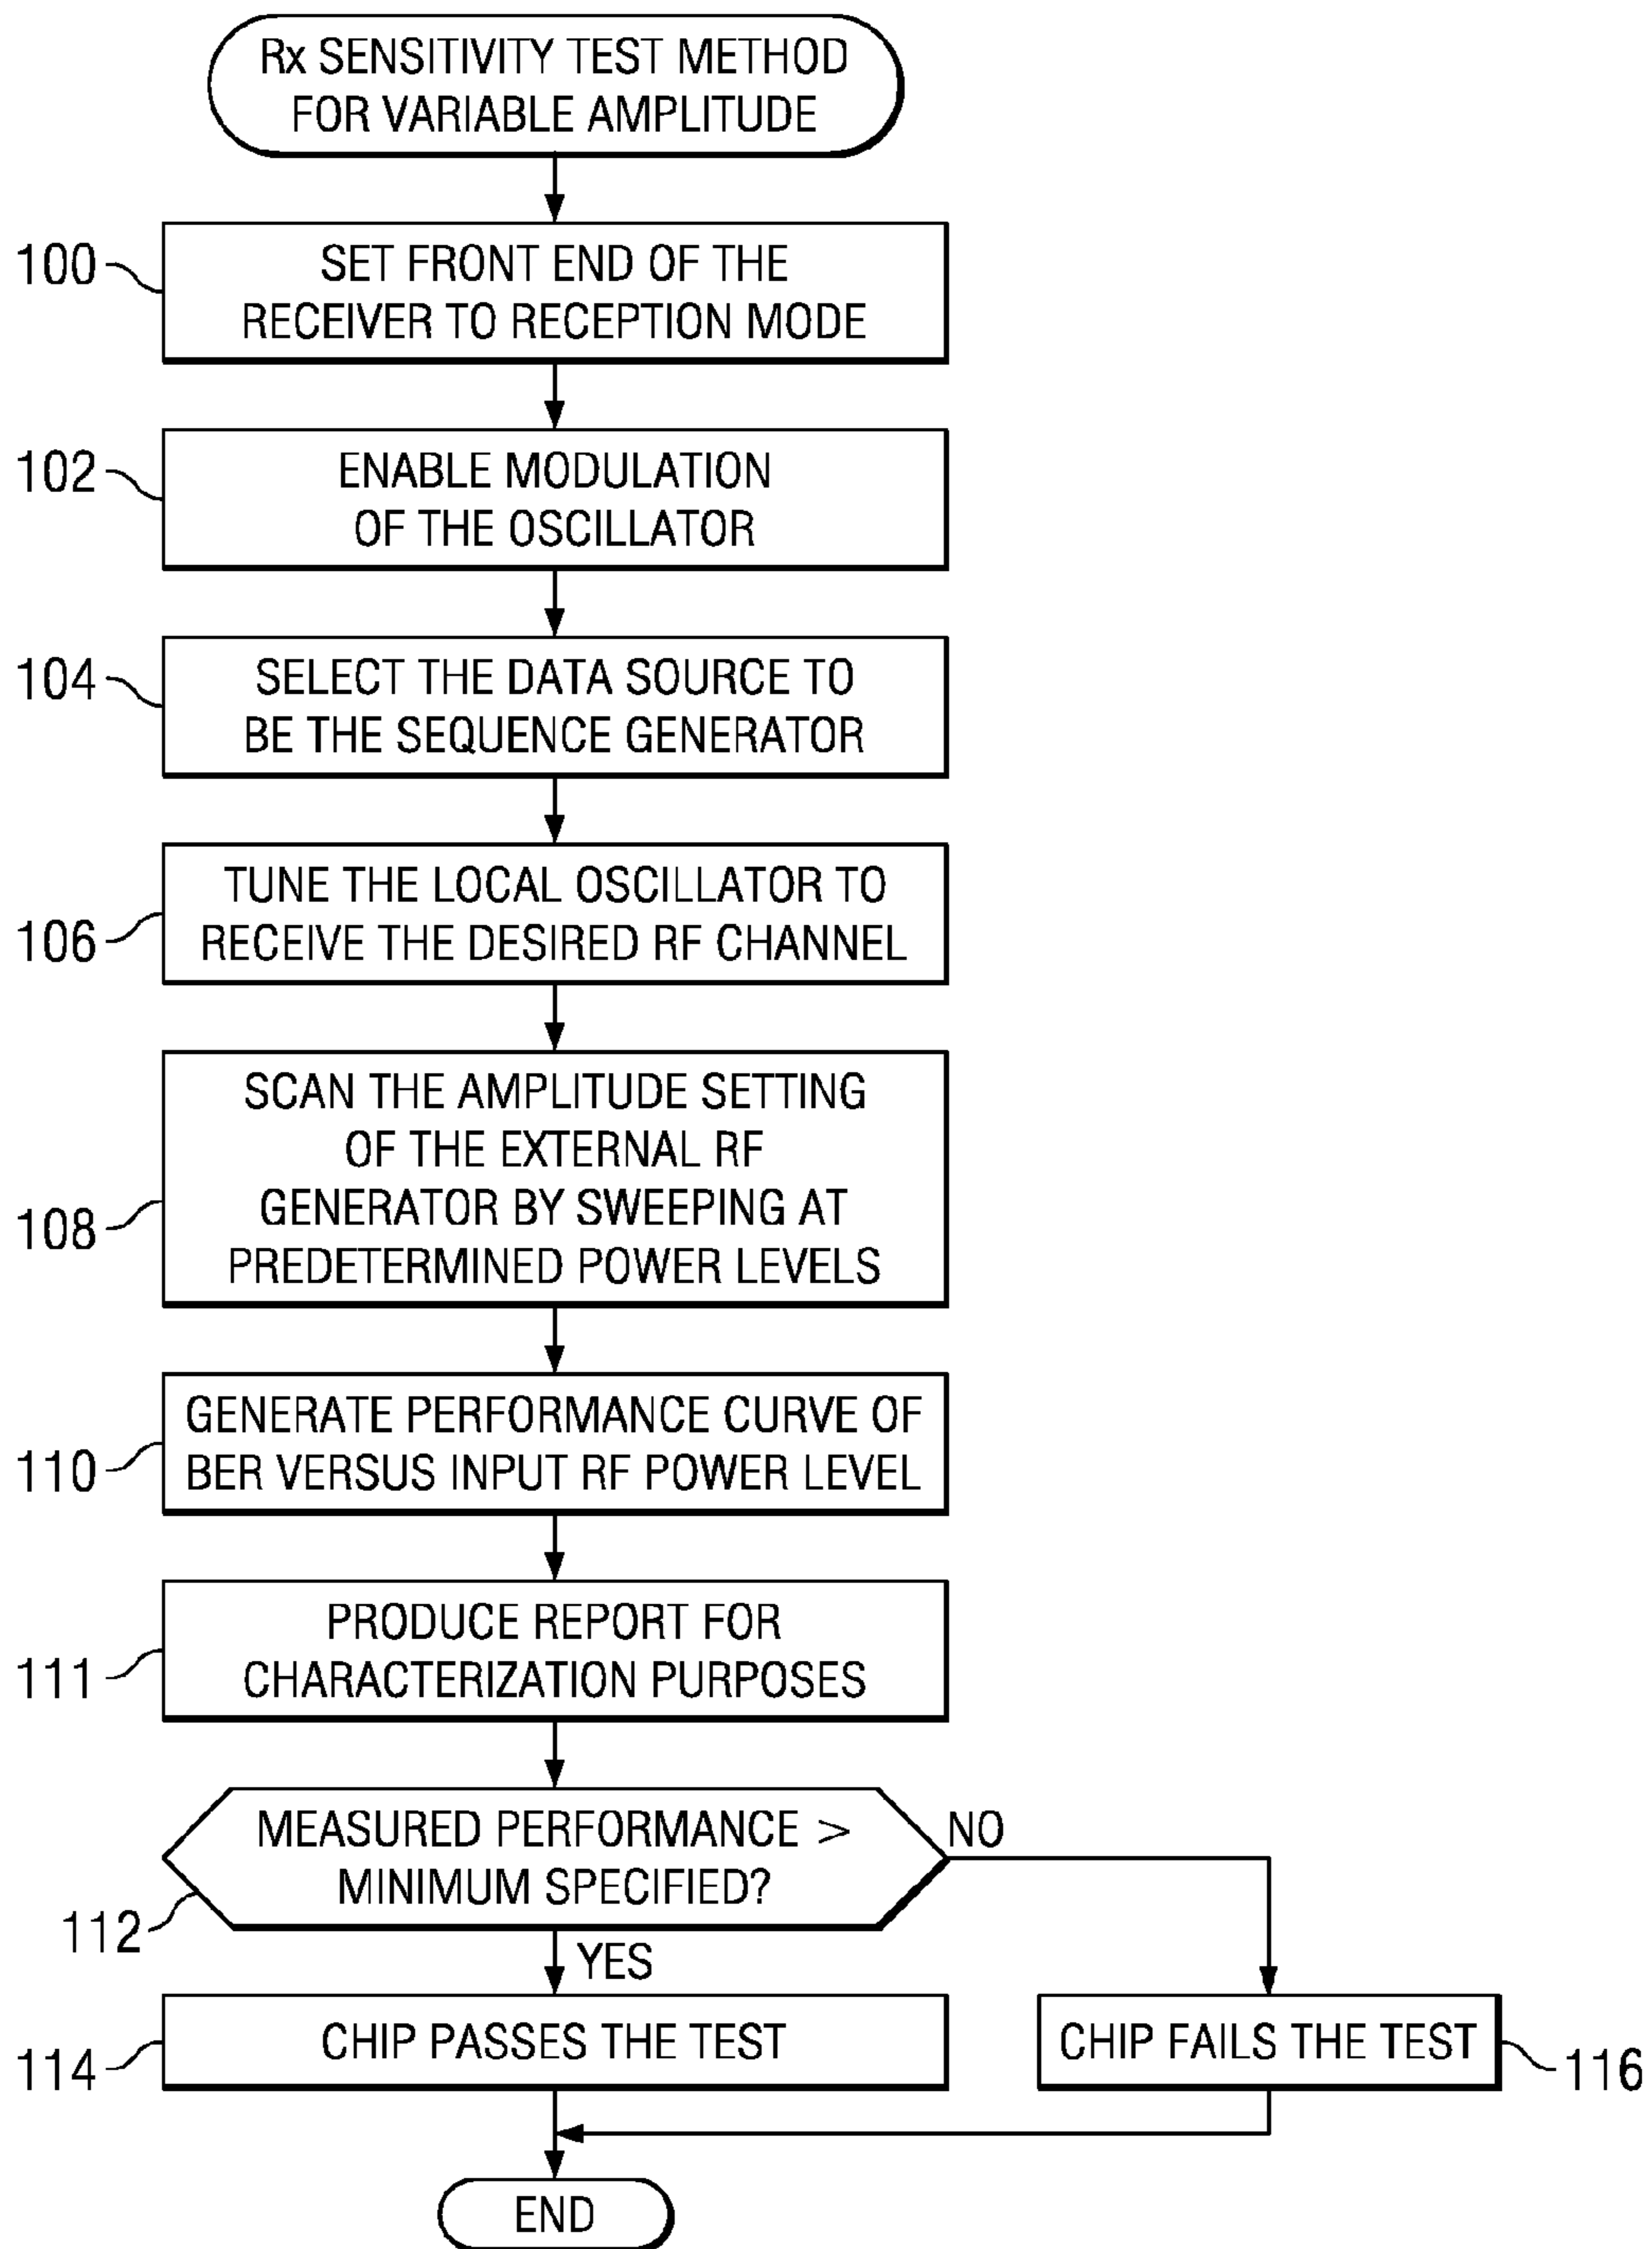 Rx SENSITIVITY TEST METHOD
FOR VARIABLE AMPLITUDE
100
SET FRONT END OF THE
RECEIVER TO RECEPTION MODE
102
ENABLE MODULATION
OF THE OSCILLATOR
104
SELECT THE DATA SOURCE TO
BE THE SEQUENCE GENERATOR
106
TUNE THE LOCAL OSCILLATOR TO
RECEIVE THE DESIRED RF CHANNEL
108
SCAN THE AMPLITUDE SETTING
OF THE EXTERNAL RF
GENERATOR BY SWEEPING AT
PREDETERMINED POWER LEVELS
110
GENERATE PERFORMANCE CURVE OF
BER VERSUS INPUT RF POWER LEVEL
111
PRODUCE REPORT FOR
CHARACTERIZATION PURPOSES
112
MEASURED PERFORMANCE >
MINIMUM SPECIFIED?
NO
YES
114
CHIP PASSES THE TEST
CHIP FAILS THE TEST
116
END